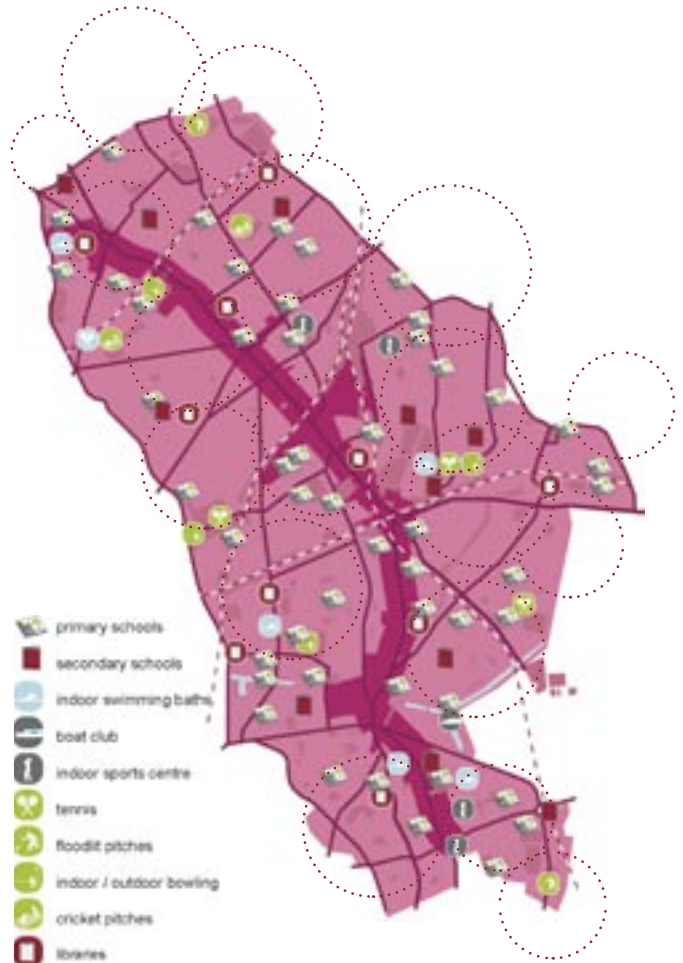 primary schools
secondary schools
indoor swimming baths
boat club
indoor sports centre
tennis
floodlit pitches
indoor / outdoor bowling
cricket pitches
libraries